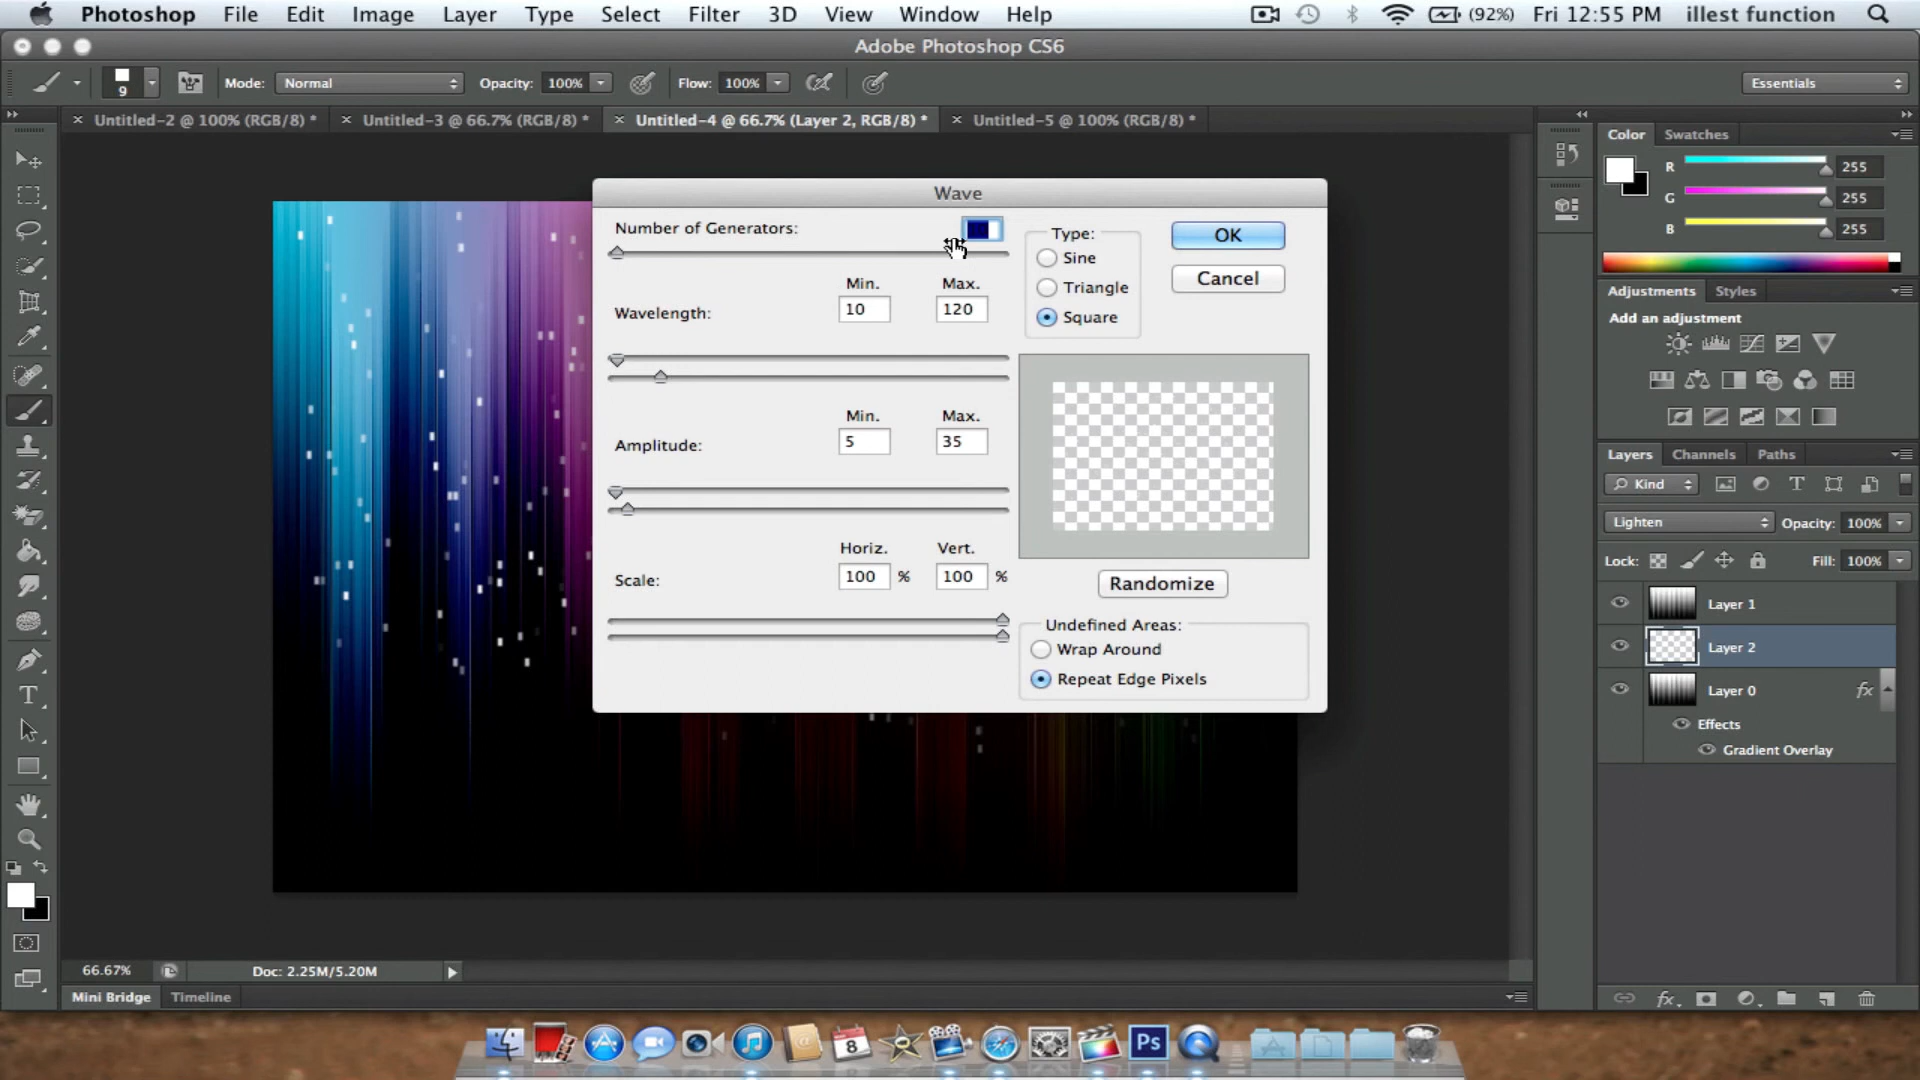 Photoshop File Edit Image Layer Type Select Filter 3D View Window Help (92%) Fri 12:55 PM illest function
Adobe Photoshop CS6
9 Mode: Normal Opacity: 100% Flow: 100% Essentials
Untitled-2 @ 100% (RGB/8) * Untitled-3 @ 66.7% (RGB/8) * Untitled-4 @ 66.7% (Layer 2, RGB/8) * Untitled-5 @ 100% (RGB/8) *
Color Swatches
R 255
G 255
B 255
Wave
Number of Generators:
Min. Max.
Wavelength: 10 120
Min. Max.
Amplitude: 5 35
Horiz. Vert.
Scale: 100 % 100 %
Type:
Sine
Triangle
Square
OK
Cancel
Randomize
Undefined Areas:
Wrap Around
Repeat Edge Pixels
Adjustments Styles
Add an adjustment
Layers Channels Paths
Kind
Lighten Opacity: 100%
Lock: Fill: 100%
Layer 1
Layer 2
Layer 0 fx
Effects
Gradient Overlay
66.67% Doc: 2.25M/5.20M
Mini Bridge Timeline
fx
8
Ps